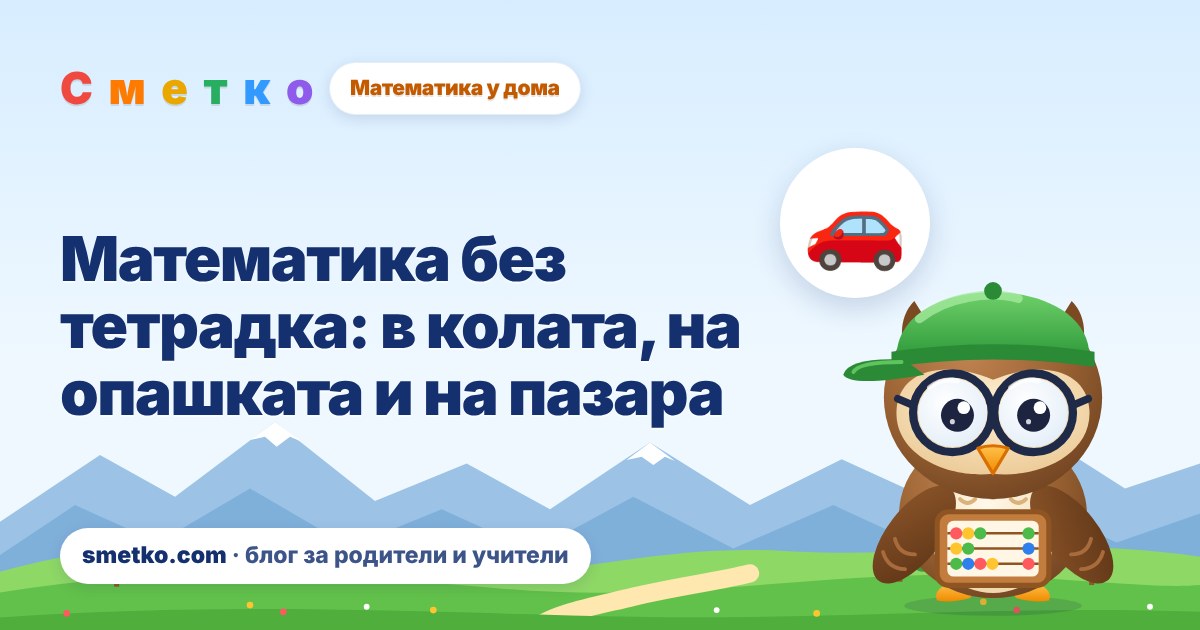 Сметко
Математика у дома
Математика без
тетрадка: в колата, на
опашката и на пазара
smetko.com · блог за родители и учители